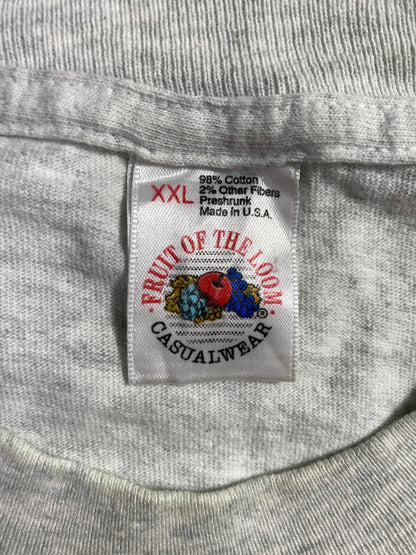 XXL
98% Cotton
2% Other Fibers
Preshrunk
Made In U.S.A.
· FRUIT OF THE LOOM ·
®
CASUALWEAR